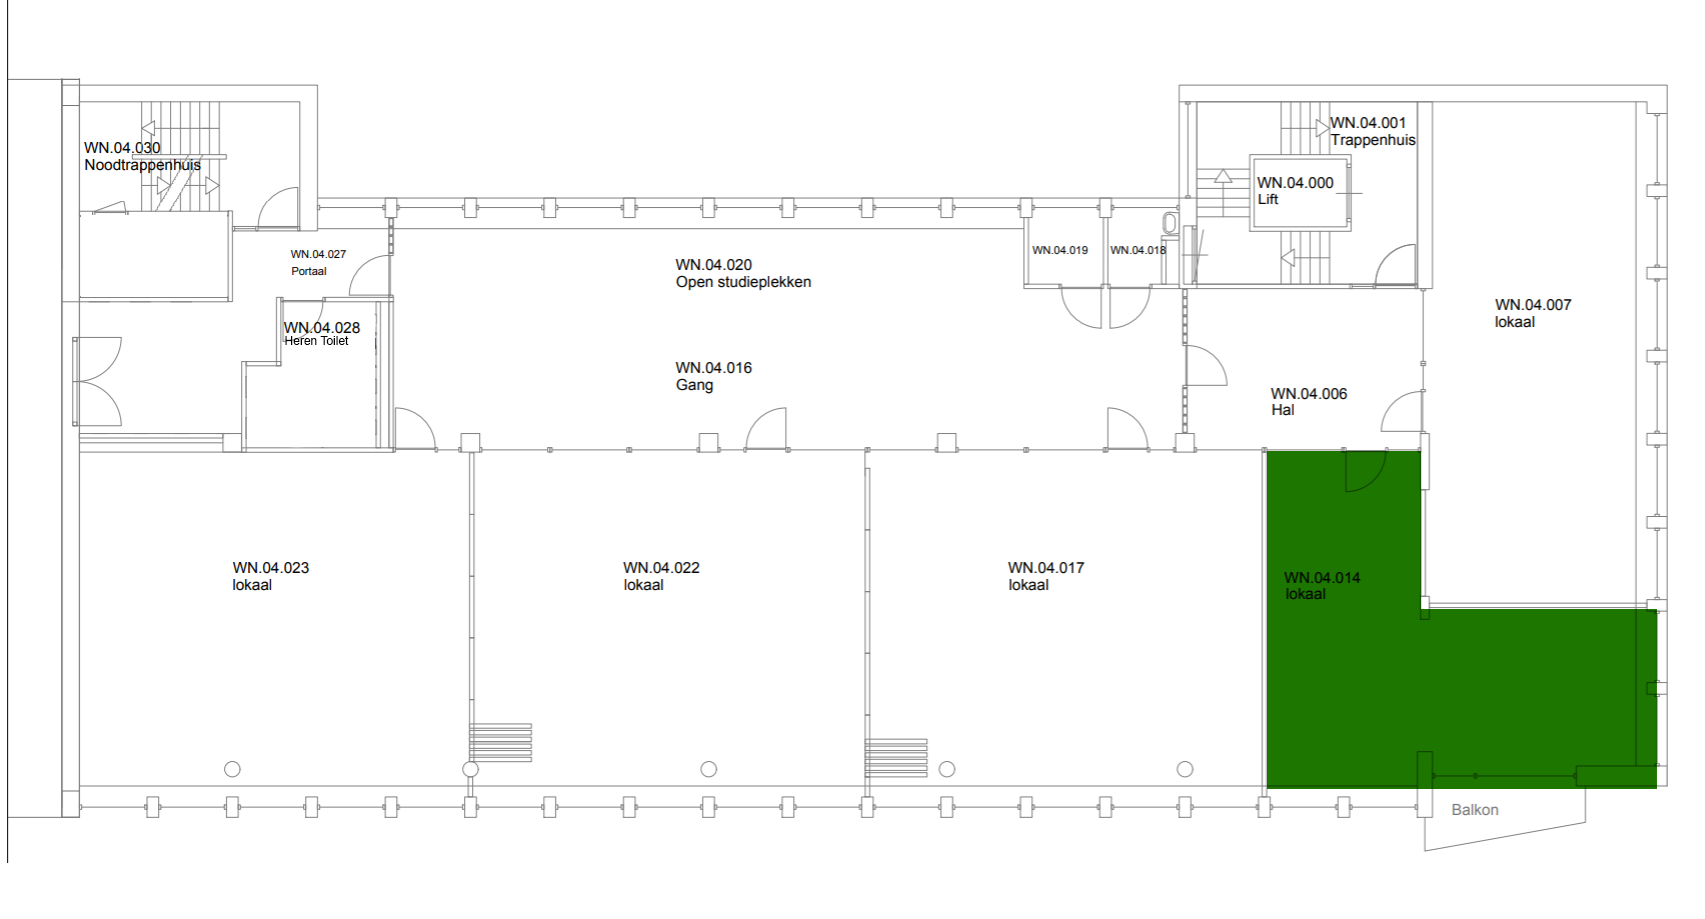 WN.04.030
Noodtrappenhuis
WN.04.001
Trappenhuis
WN.04.000
Lift
WN.04.027
Portaal
WN.04.020
Open studieplekken
WN.04.019
WN.04.018
WN.04.007
lokaal
WN.04.028
Heren Toilet
WN.04.016
Gang
WN.04.006
Hal
WN.04.023
lokaal
WN.04.022
lokaal
WN.04.017
lokaal
WN.04.014
lokaal
Balkon